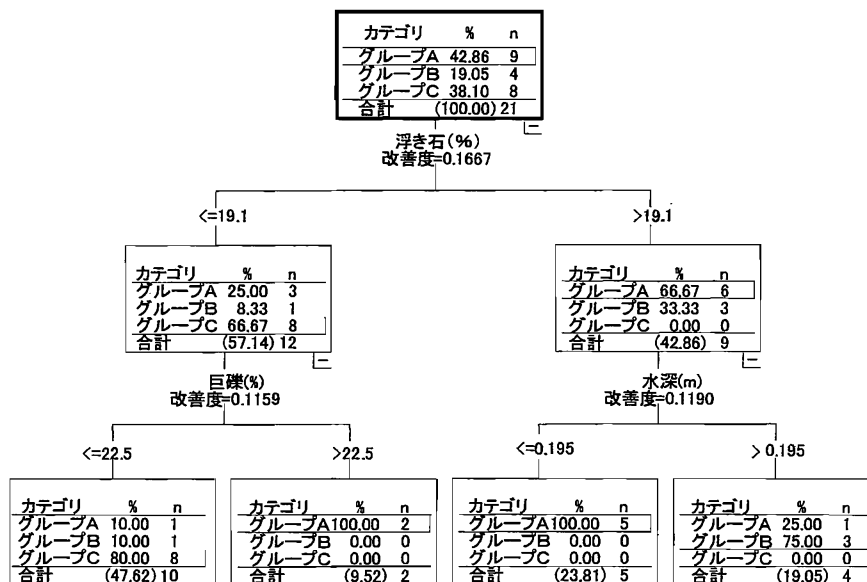 カテゴリ % n
グループA 42.86 9
グループB 19.05 4
グループC 38.10 8
合計 (100.00) 21
浮き石(%)
改善度=0.1667
<=19.1
>19.1
カテゴリ % n
グループA 25.00 3
グループB 8.33 1
グループC 66.67 8
合計 (57.14) 12
カテゴリ % n
グループA 66.67 6
グループB 33.33 3
グループC 0.00 0
合計 (42.86) 9
巨礫(%)
改善度=0.1159
水深(m)
改善度=0.1190
<=22.5
>22.5
<=0.195
> 0.195
カテゴリ % n
グループA 10.00 1
グループB 10.00 1
グループC 80.00 8
合計 (47.62) 10
カテゴリ % n
グループA 100.00 2
グループB 0.00 0
グループC 0.00 0
合計 (9.52) 2
カテゴリ % n
グループA 100.00 5
グループB 0.00 0
グループC 0.00 0
合計 (23.81) 5
カテゴリ % n
グループA 25.00 1
グループB 75.00 3
グループC 0.00 0
合計 (19.05) 4